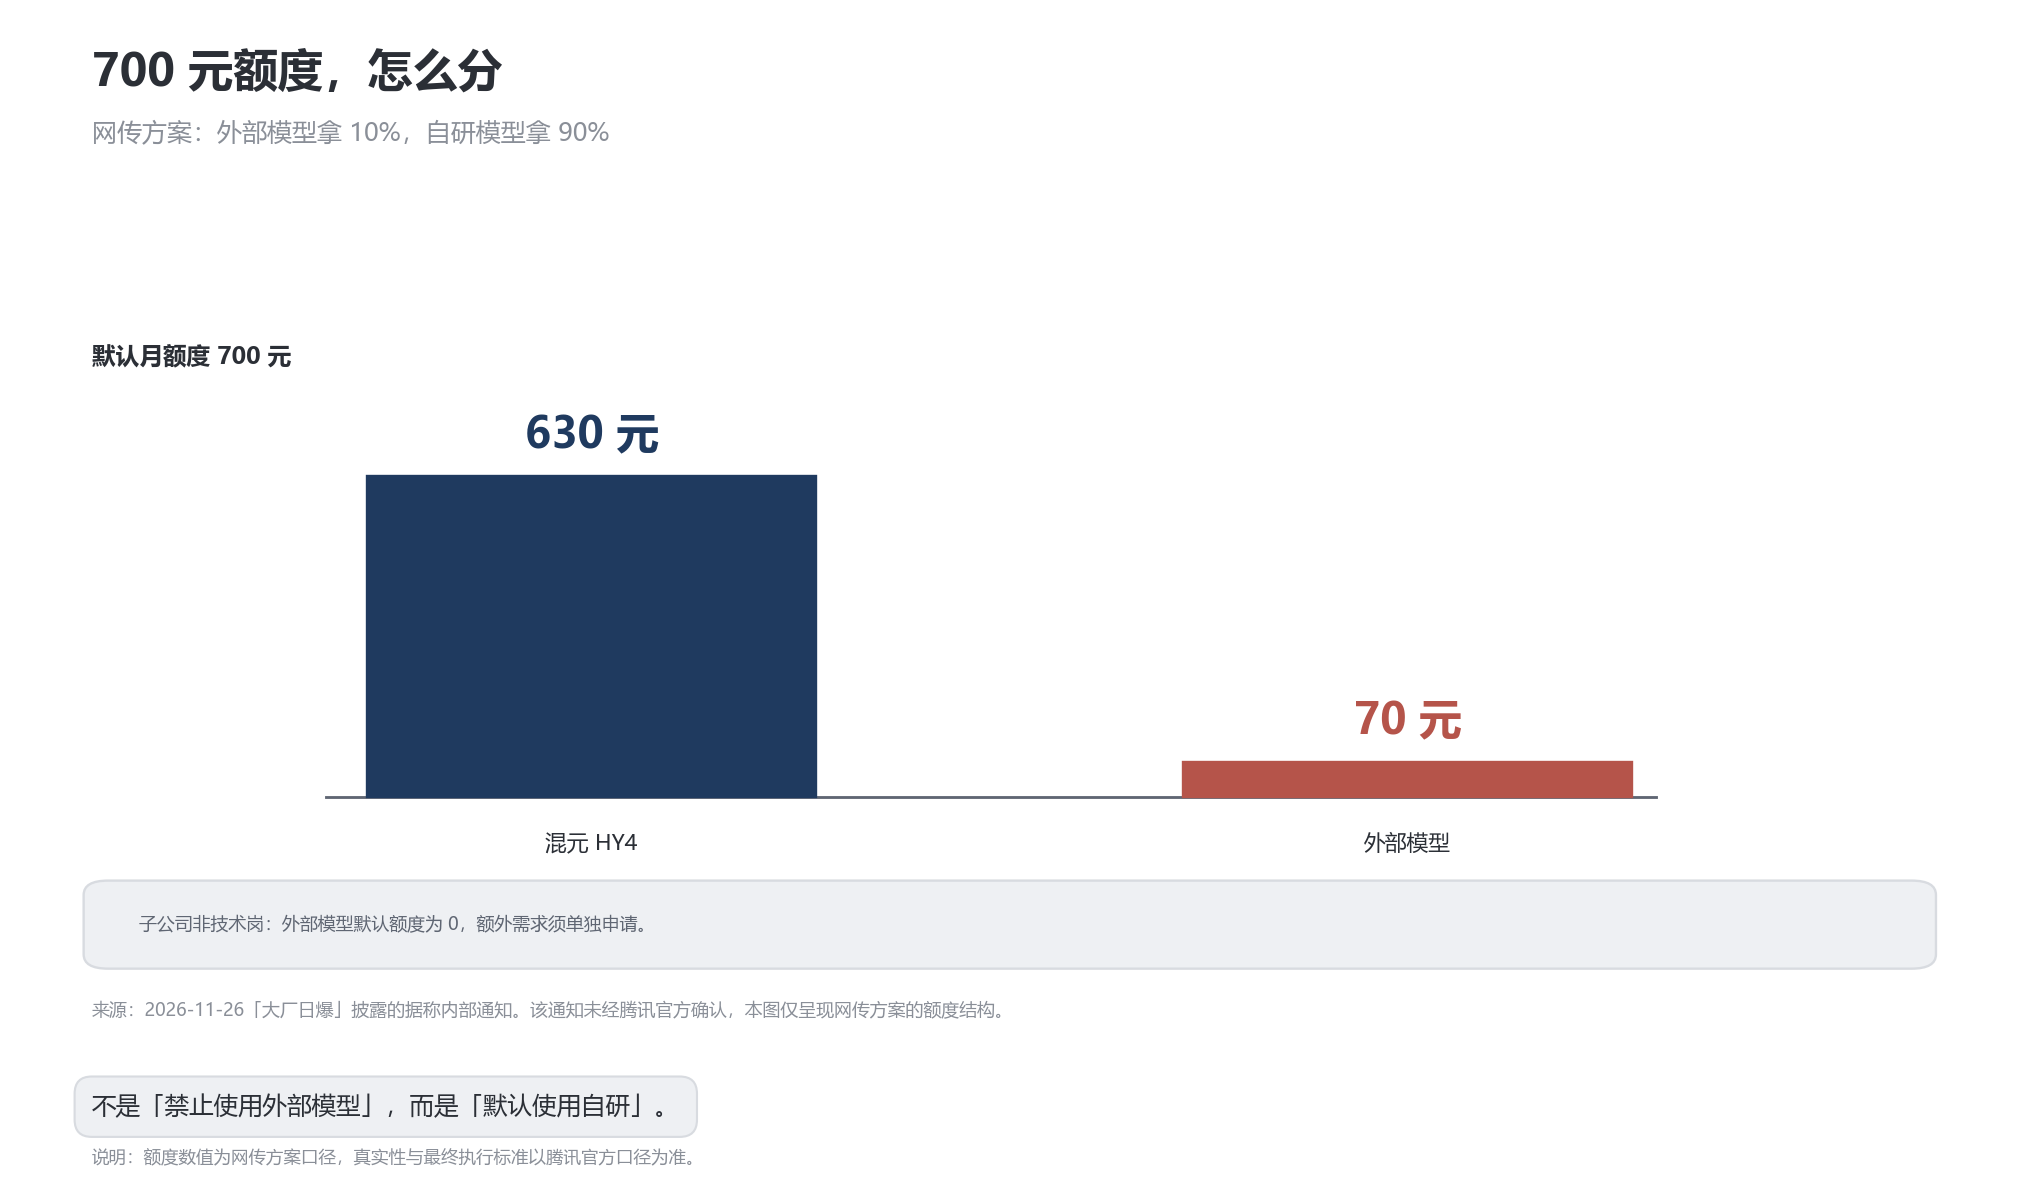 700 元额度，怎么分
网传方案：外部模型拿 10%，自研模型拿 90%
默认月额度 700 元
630 元
70 元
混元 HY4
外部模型
子公司非技术岗：外部模型默认额度为 0，额外需求须单独申请。
来源：2026-11-26「大厂日爆」披露的据称内部通知。该通知未经腾讯官方确认，本图仅呈现网传方案的额度结构。
不是「禁止使用外部模型」，而是「默认使用自研」。
说明：额度数值为网传方案口径，真实性与最终执行标准以腾讯官方口径为准。